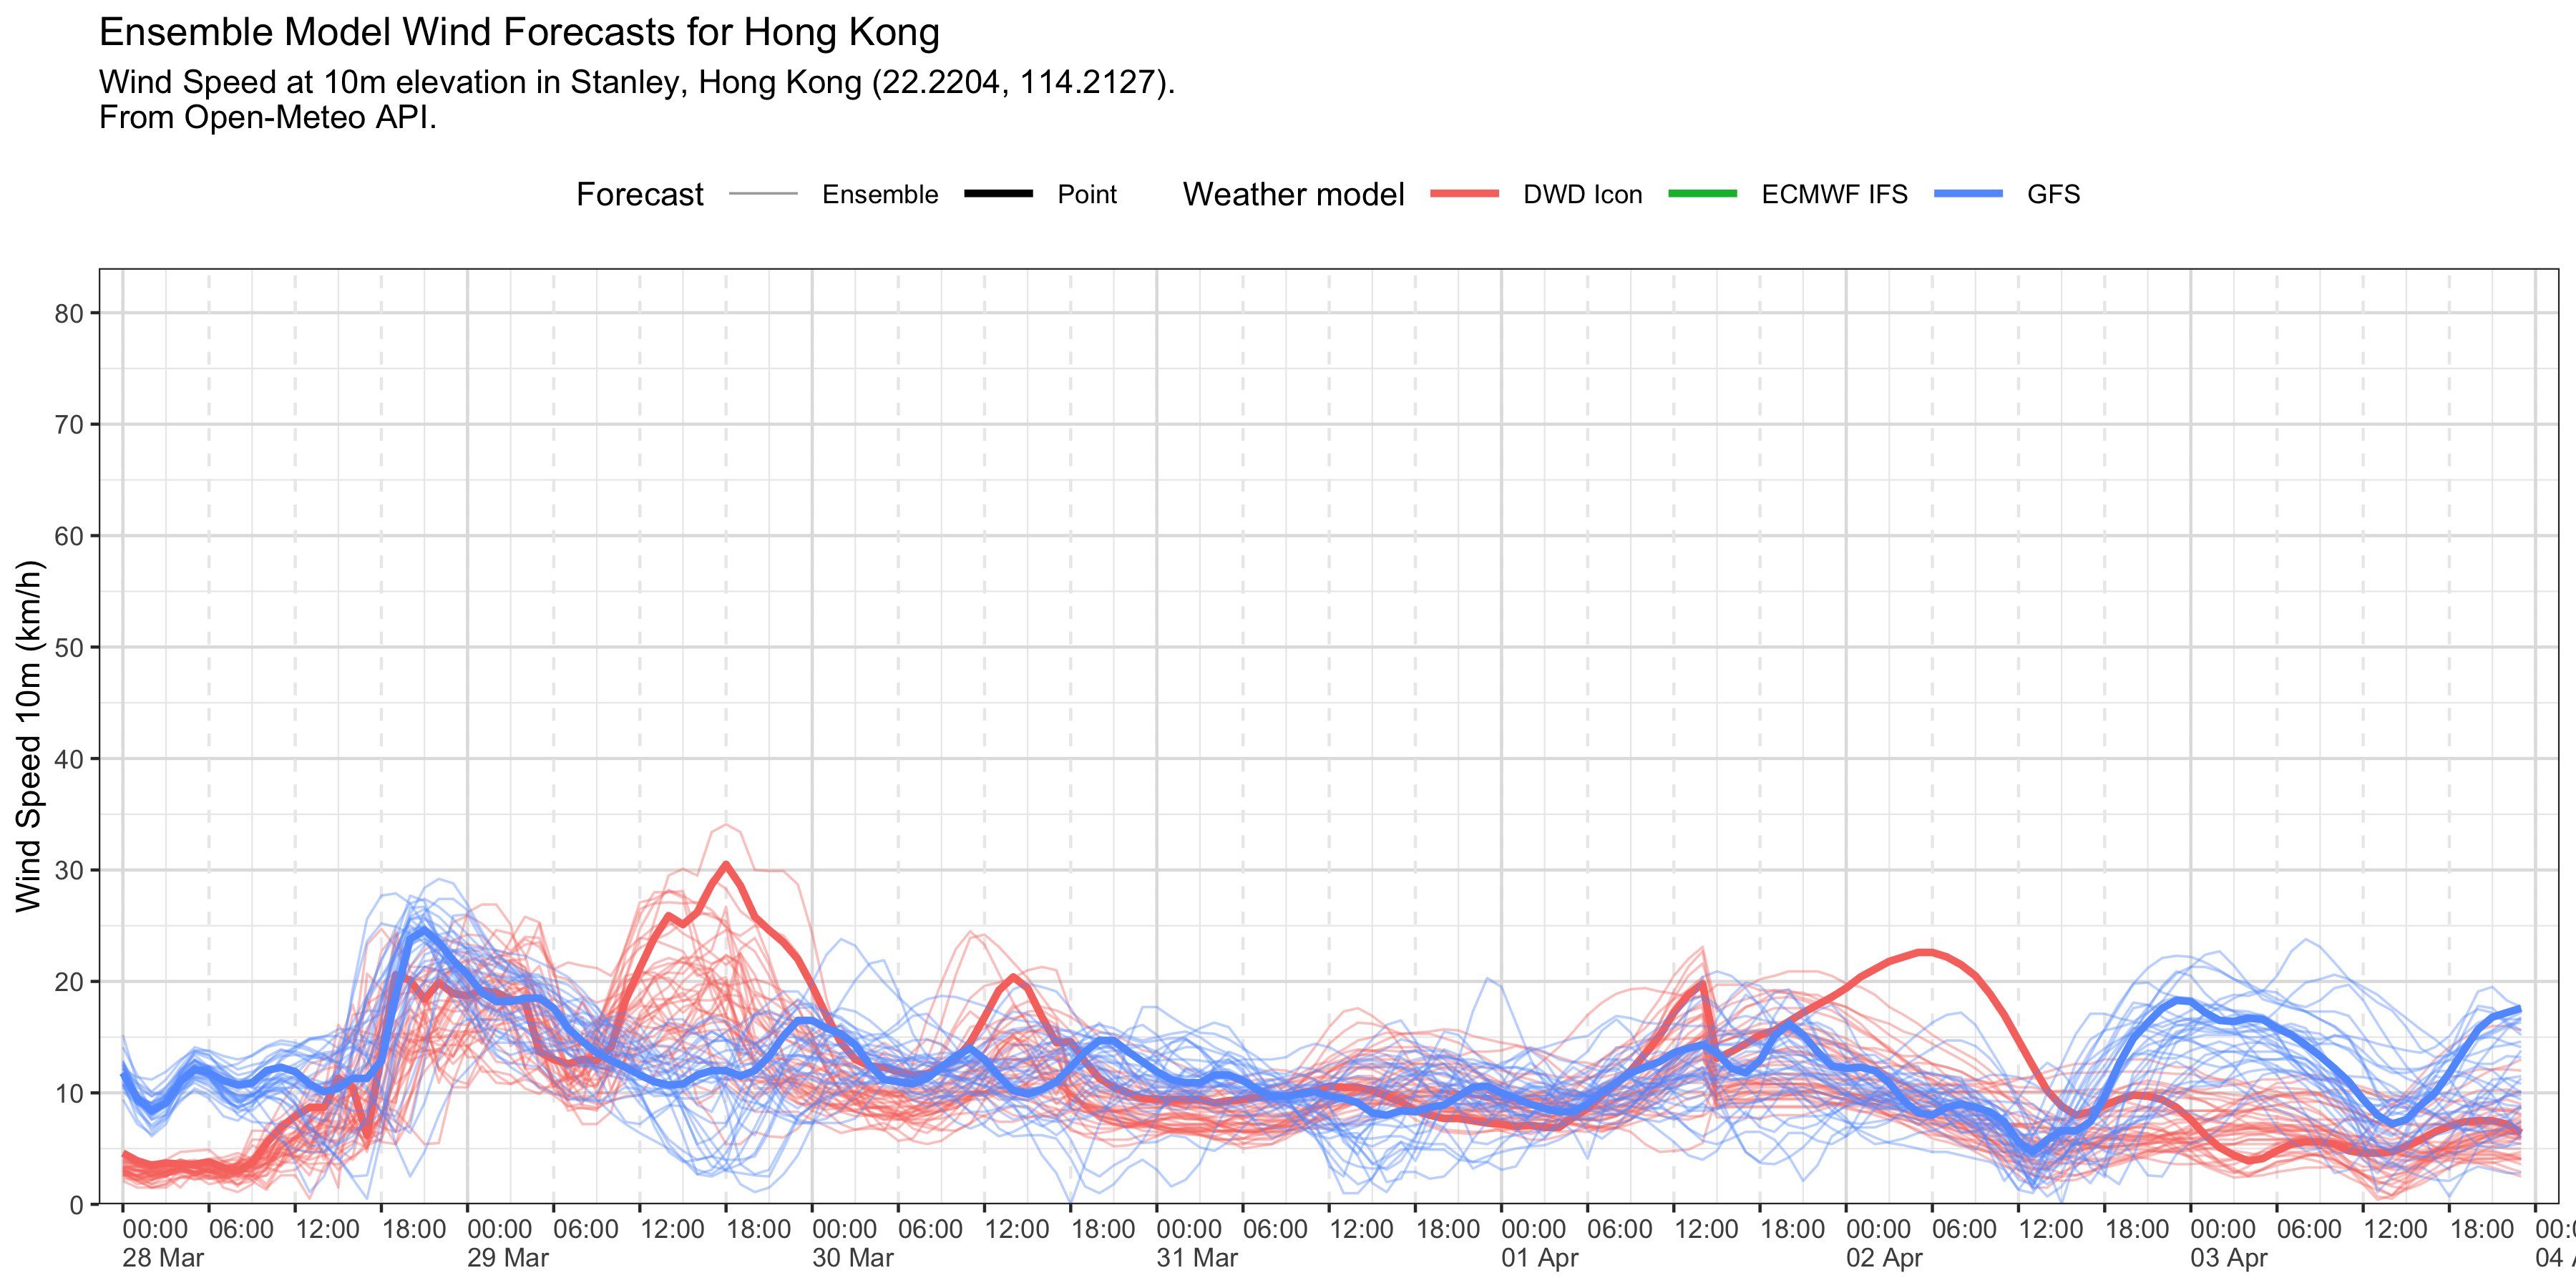 Ensemble Model Wind Forecasts for Hong Kong
Wind Speed at 10m elevation in Stanley, Hong Kong (22.2204, 114.2127).
From Open-Meteo API.
Forecast Ensemble Point Weather model DWD Icon ECMWF IFS GFS
Wind Speed 10m (km/h)
80
70
60
50
40
30
20
10
0
00:00 06:00 12:00 18:00 00:00 06:00 12:00 18:00 00:00 06:00 12:00 18:00 00:00 06:00 12:00 18:00 00:00 06:00 12:00 18:00 00:00 06:00 12:00 18:00 00:00 06:00 12:00 18:00 00:0
28 Mar 29 Mar 30 Mar 31 Mar 01 Apr 02 Apr 03 Apr 04